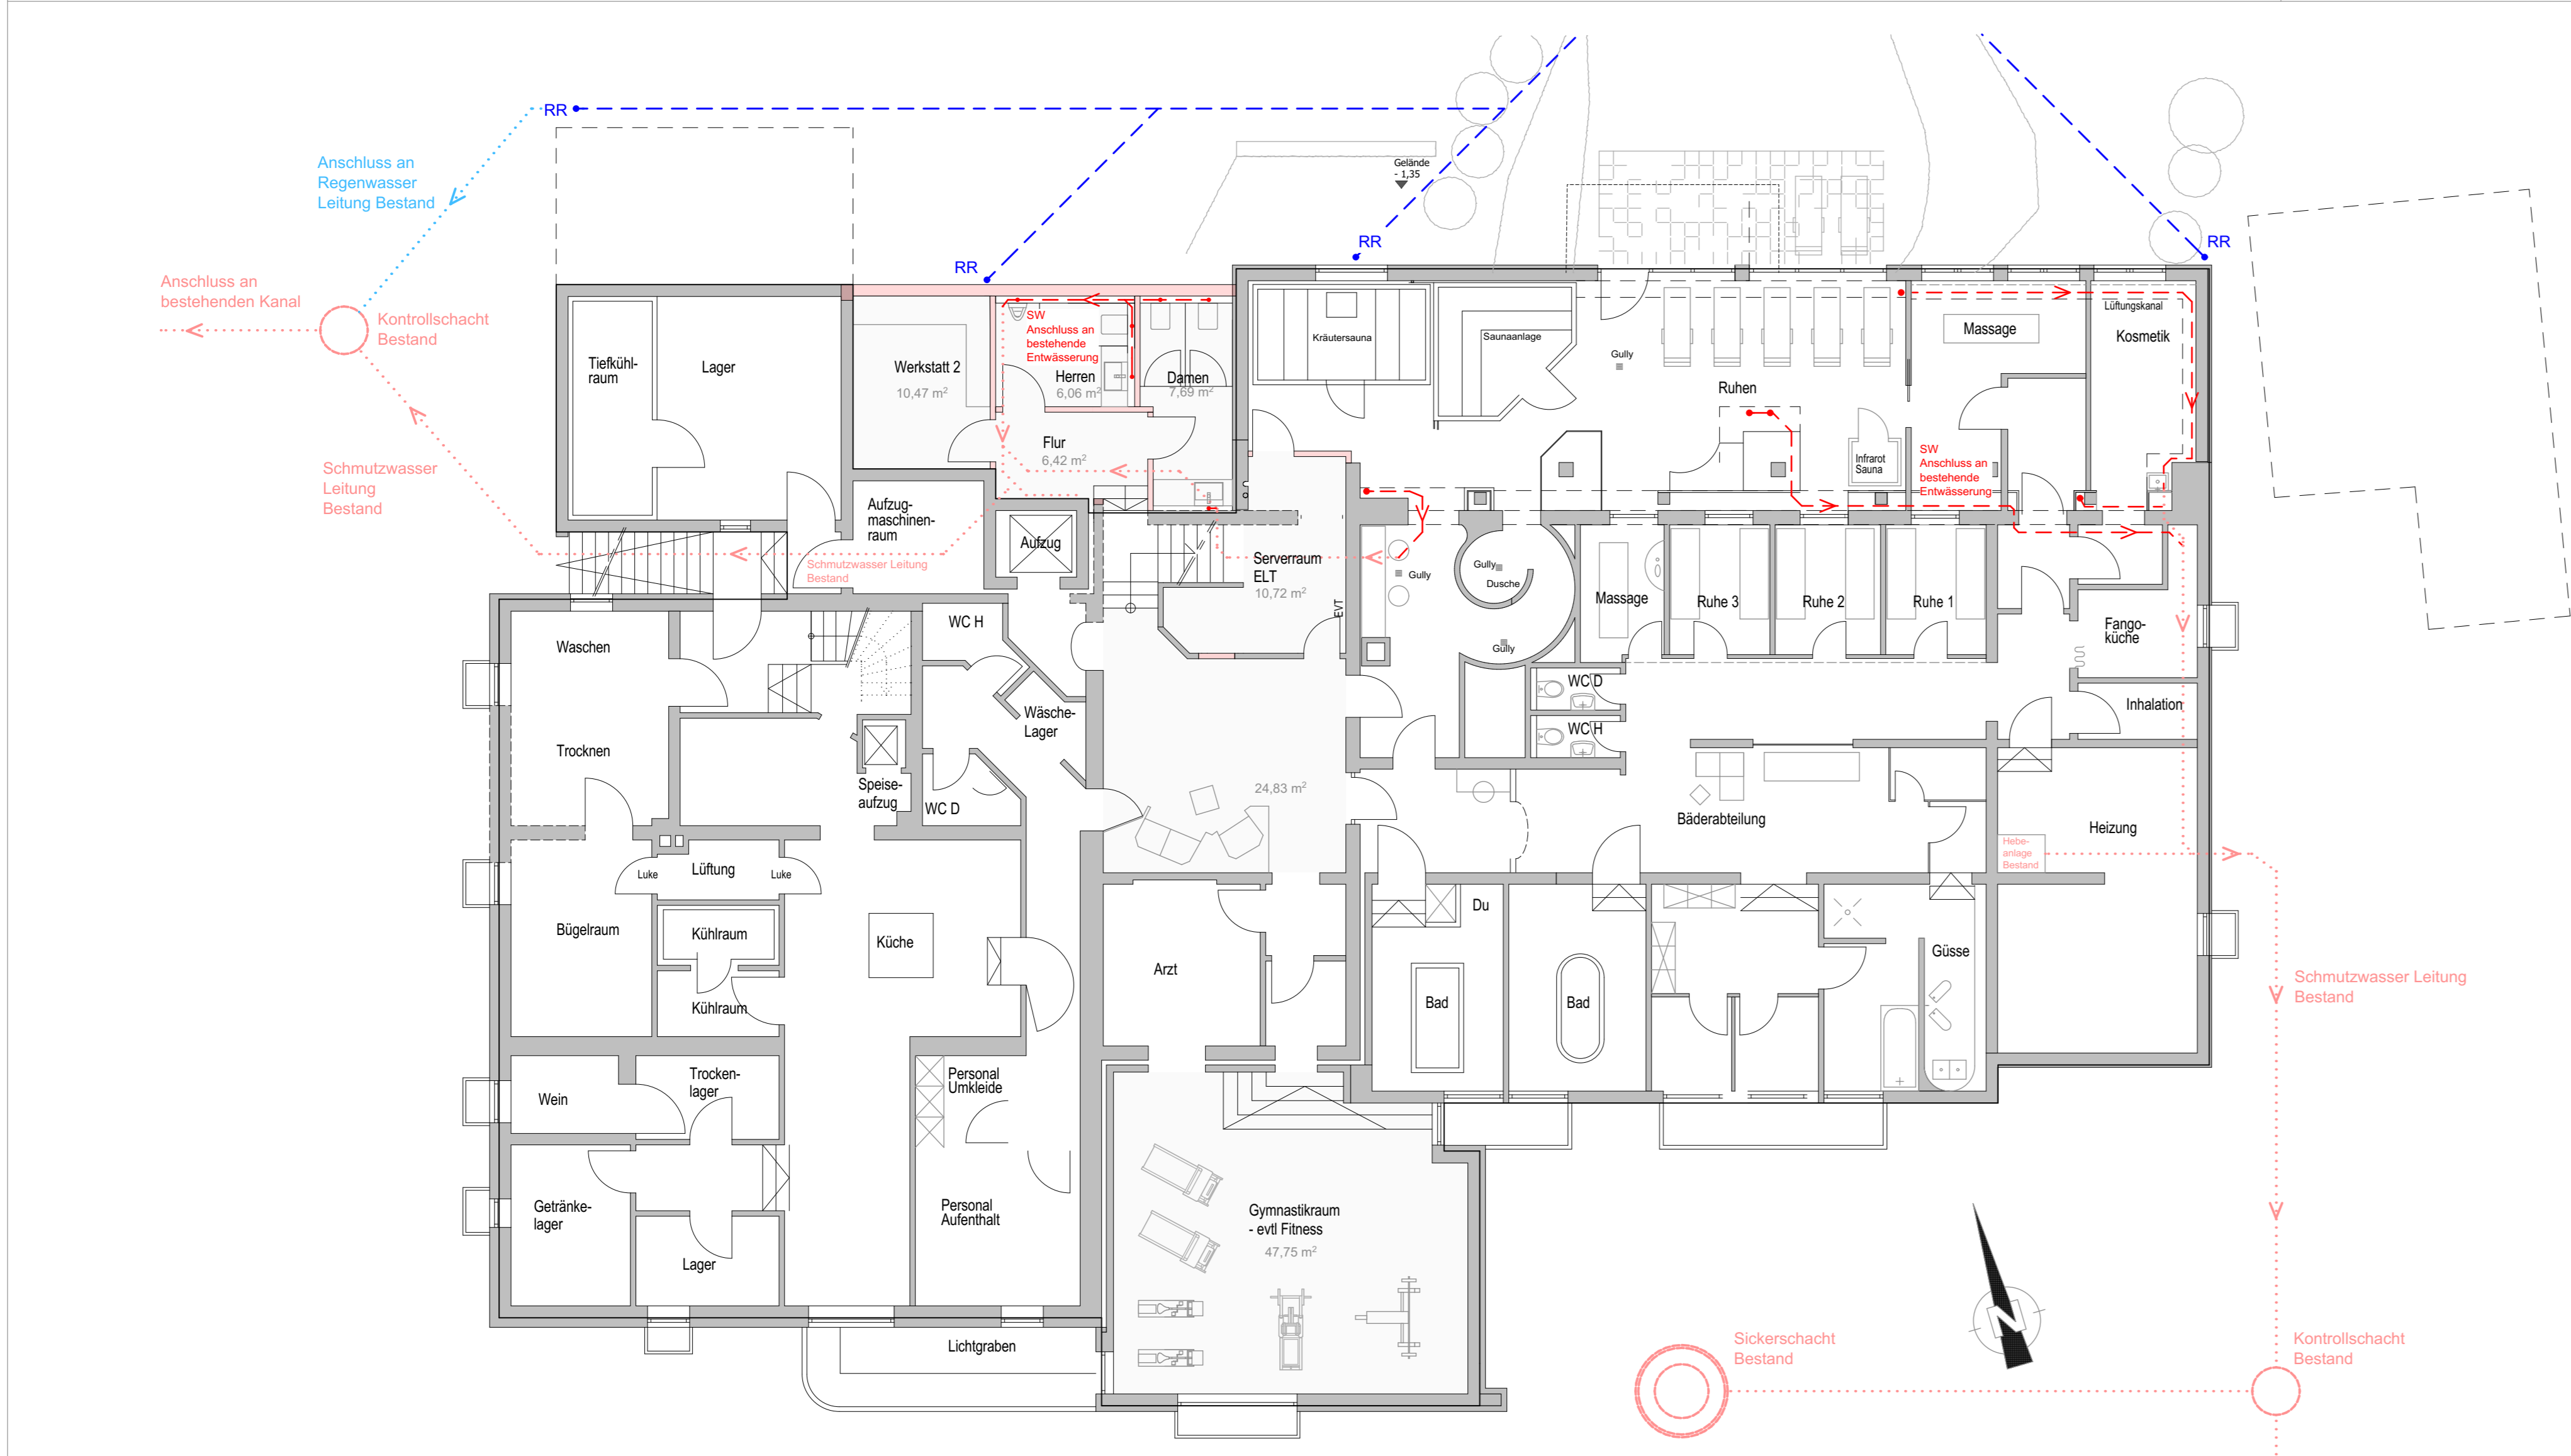 RR
Anschluss an
Regenwasser
Leitung Bestand
Gelände
- 1,35
RR
RR
RR
Anschluss an
bestehenden Kanal
Kontrollschacht
Bestand
SW
Anschluss an
bestehende
Entwässerung
Herren
6,06 m²
Damen
7,69 m²
Werkstatt 2
10,47 m²
Tiefkühl-
raum
Lager
Kräutersauna
Saunaanlage
Gully
Ruhen
Massage
Lüftungskanal
Kosmetik
Flur
6,42 m²
Infrarot
Sauna
SW
Anschluss an
bestehende
Entwässerung
Schmutzwasser
Leitung
Bestand
Aufzug-
maschinen-
raum
Aufzug
Schmutzwasser Leitung
Bestand
Serverraum
ELT
10,72 m²
EVT
Gully
Gully
Dusche
Gully
Massage
Ruhe 3
Ruhe 2
Ruhe 1
Fango-
küche
Waschen
WC H
WC D
WC H
Inhalation
Wäsche-
Lager
Trocknen
Speise-
aufzug
WC D
24,83 m²
Bäderabteilung
Heizung
Hebe-
anlage
Bestand
Luke
Lüftung
Luke
Bügelraum
Kühlraum
Küche
Kühlraum
Arzt
Du
Bad
Bad
Güsse
Schmutzwasser Leitung
Bestand
Wein
Trocken-
lager
Personal
Umkleide
Getränke-
lager
Personal
Aufenthalt
Lager
Gymnastikraum
- evtl Fitness
47,75 m²
Lichtgraben
N
Sickerschacht
Bestand
Kontrollschacht
Bestand